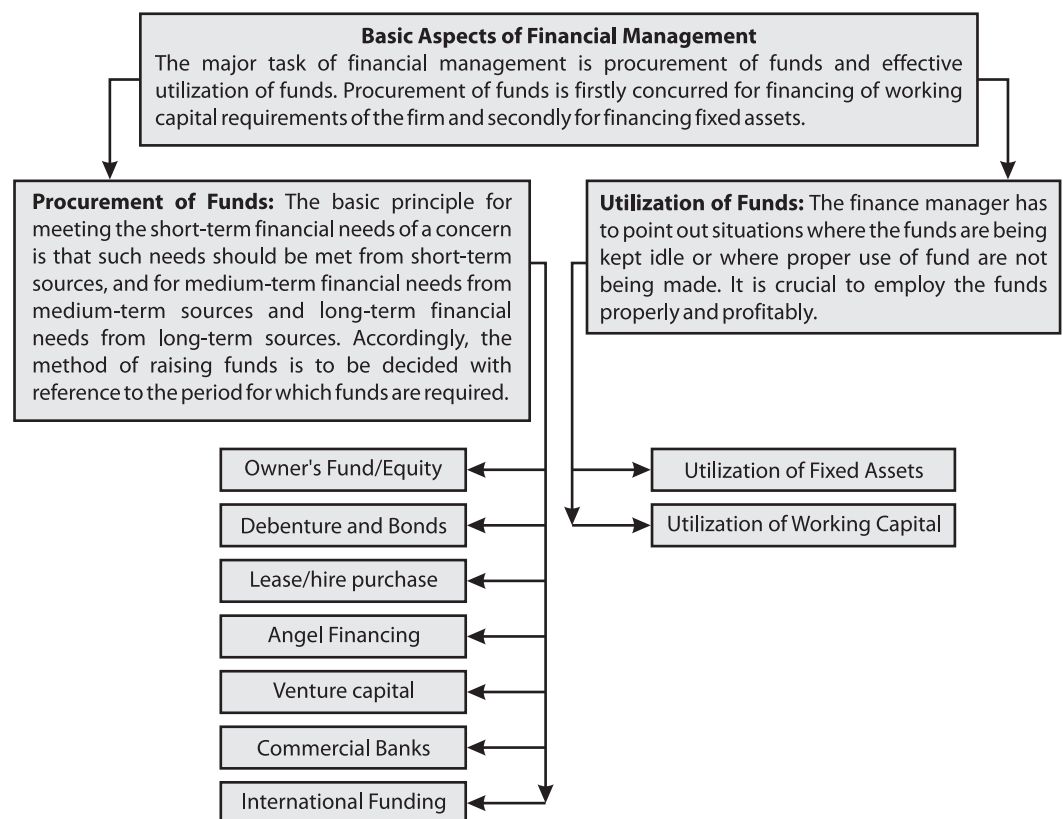 Basic Aspects of Financial Management
The major task of financial management is procurement of funds and effective
utilization of funds. Procurement of funds is firstly concurred for financing of working
capital requirements of the firm and secondly for financing fixed assets.
Procurement of Funds: The basic principle for
meeting the short-term financial needs of a concern
is that such needs should be met from short-term
sources, and for medium-term financial needs from
medium-term sources and long-term financial
needs from long-term sources. Accordingly, the
method of raising funds is to be decided with
reference to the period for which funds are required.
Utilization of Funds: The finance manager has
to point out situations where the funds are being
kept idle or where proper use of fund are not
being made. It is crucial to employ the funds
properly and profitably.
Owner's Fund/Equity
Debenture and Bonds
Lease/hire purchase
Angel Financing
Venture capital
Commercial Banks
International Funding
Utilization of Fixed Assets
Utilization of Working Capital